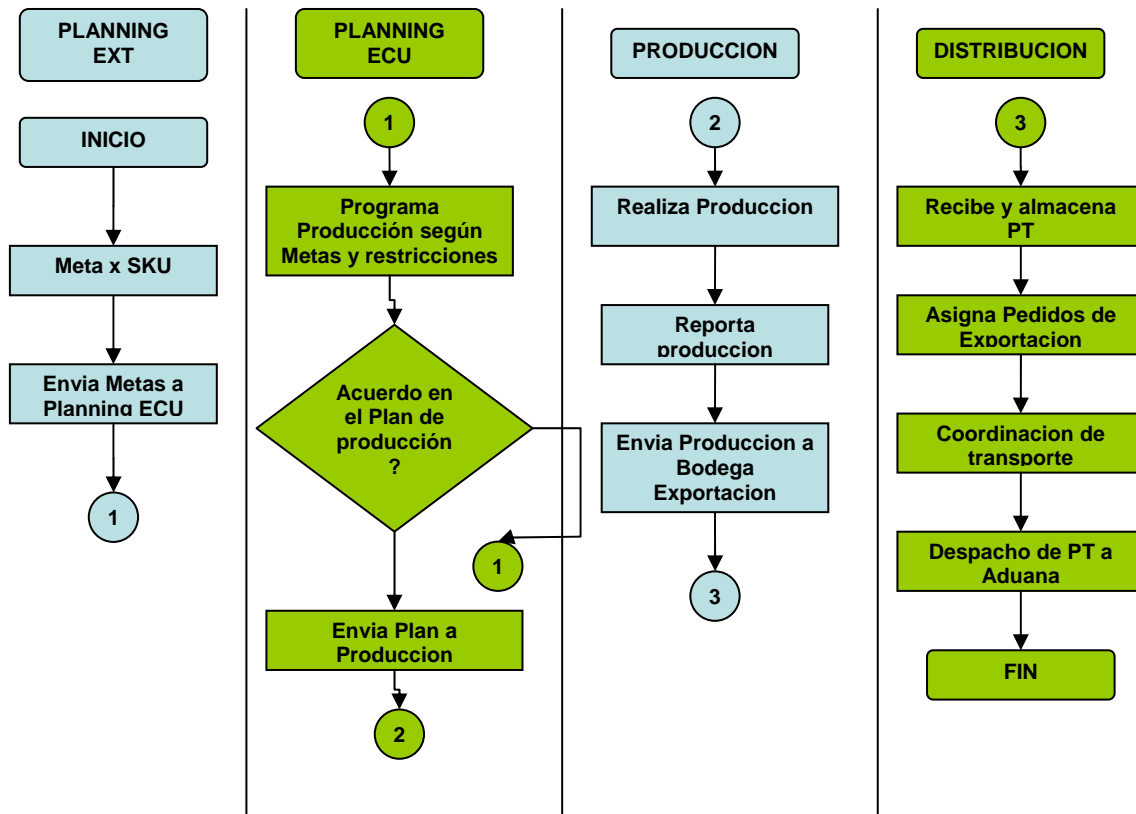 PLANNING
EXT
INICIO
Meta x SKU
Envia Metas a
Planning ECU
1
PLANNING
ECU
1
Programa
Producción según
Metas y restricciones
Acuerdo en
el Plan de
producción
?
1
Envia Plan a
Produccion
2
PRODUCCION
2
Realiza Produccion
Reporta
produccion
Envia Produccion a
Bodega
Exportacion
3
DISTRIBUCION
3
Recibe y almacena
PT
Asigna Pedidos de
Exportacion
Coordinacion de
transporte
Despacho de PT a
Aduana
FIN